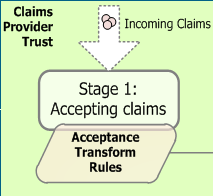 Claims
Provider
Trust
Incoming Claims
Stage 1:
Accepting claims
Acceptance
Transform
Rules